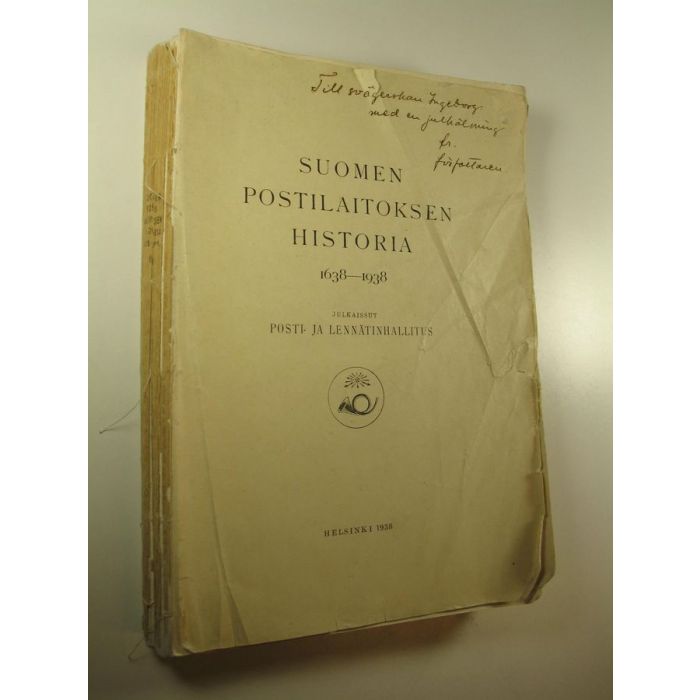 Till svägerskan Ingeborg
med en julhälsning
fr.
författaren
SUOMEN
POSTILAITOKSEN
HISTORIA
1638—1938
JULKAISSUT
POSTI- JA LENNÄTINHALLITUS
HELSINKI 1938